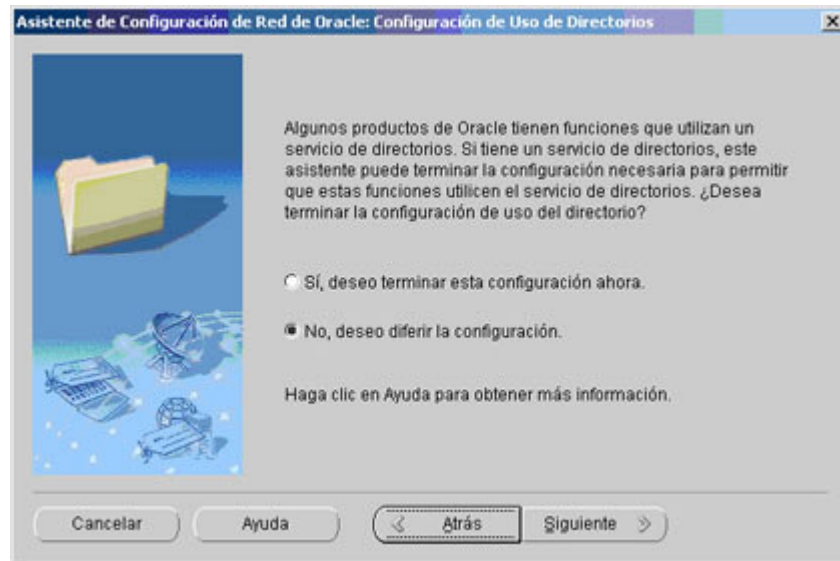 Asistente de Configuración de Red de Oracle: Configuración de Uso de Directorios
Algunos productos de Oracle tienen funciones que utilizan un
servicio de directorios. Si tiene un servicio de directorios, este
asistente puede terminar la configuración necesaria para permitir
que estas funciones utilicen el servicio de directorios. ¿Desea
terminar la configuración de uso del directorio?
Sí, deseo terminar esta configuración ahora.
No, deseo diferir la configuración.
Haga clic en Ayuda para obtener más información.
Cancelar Ayuda Atrás Siguiente